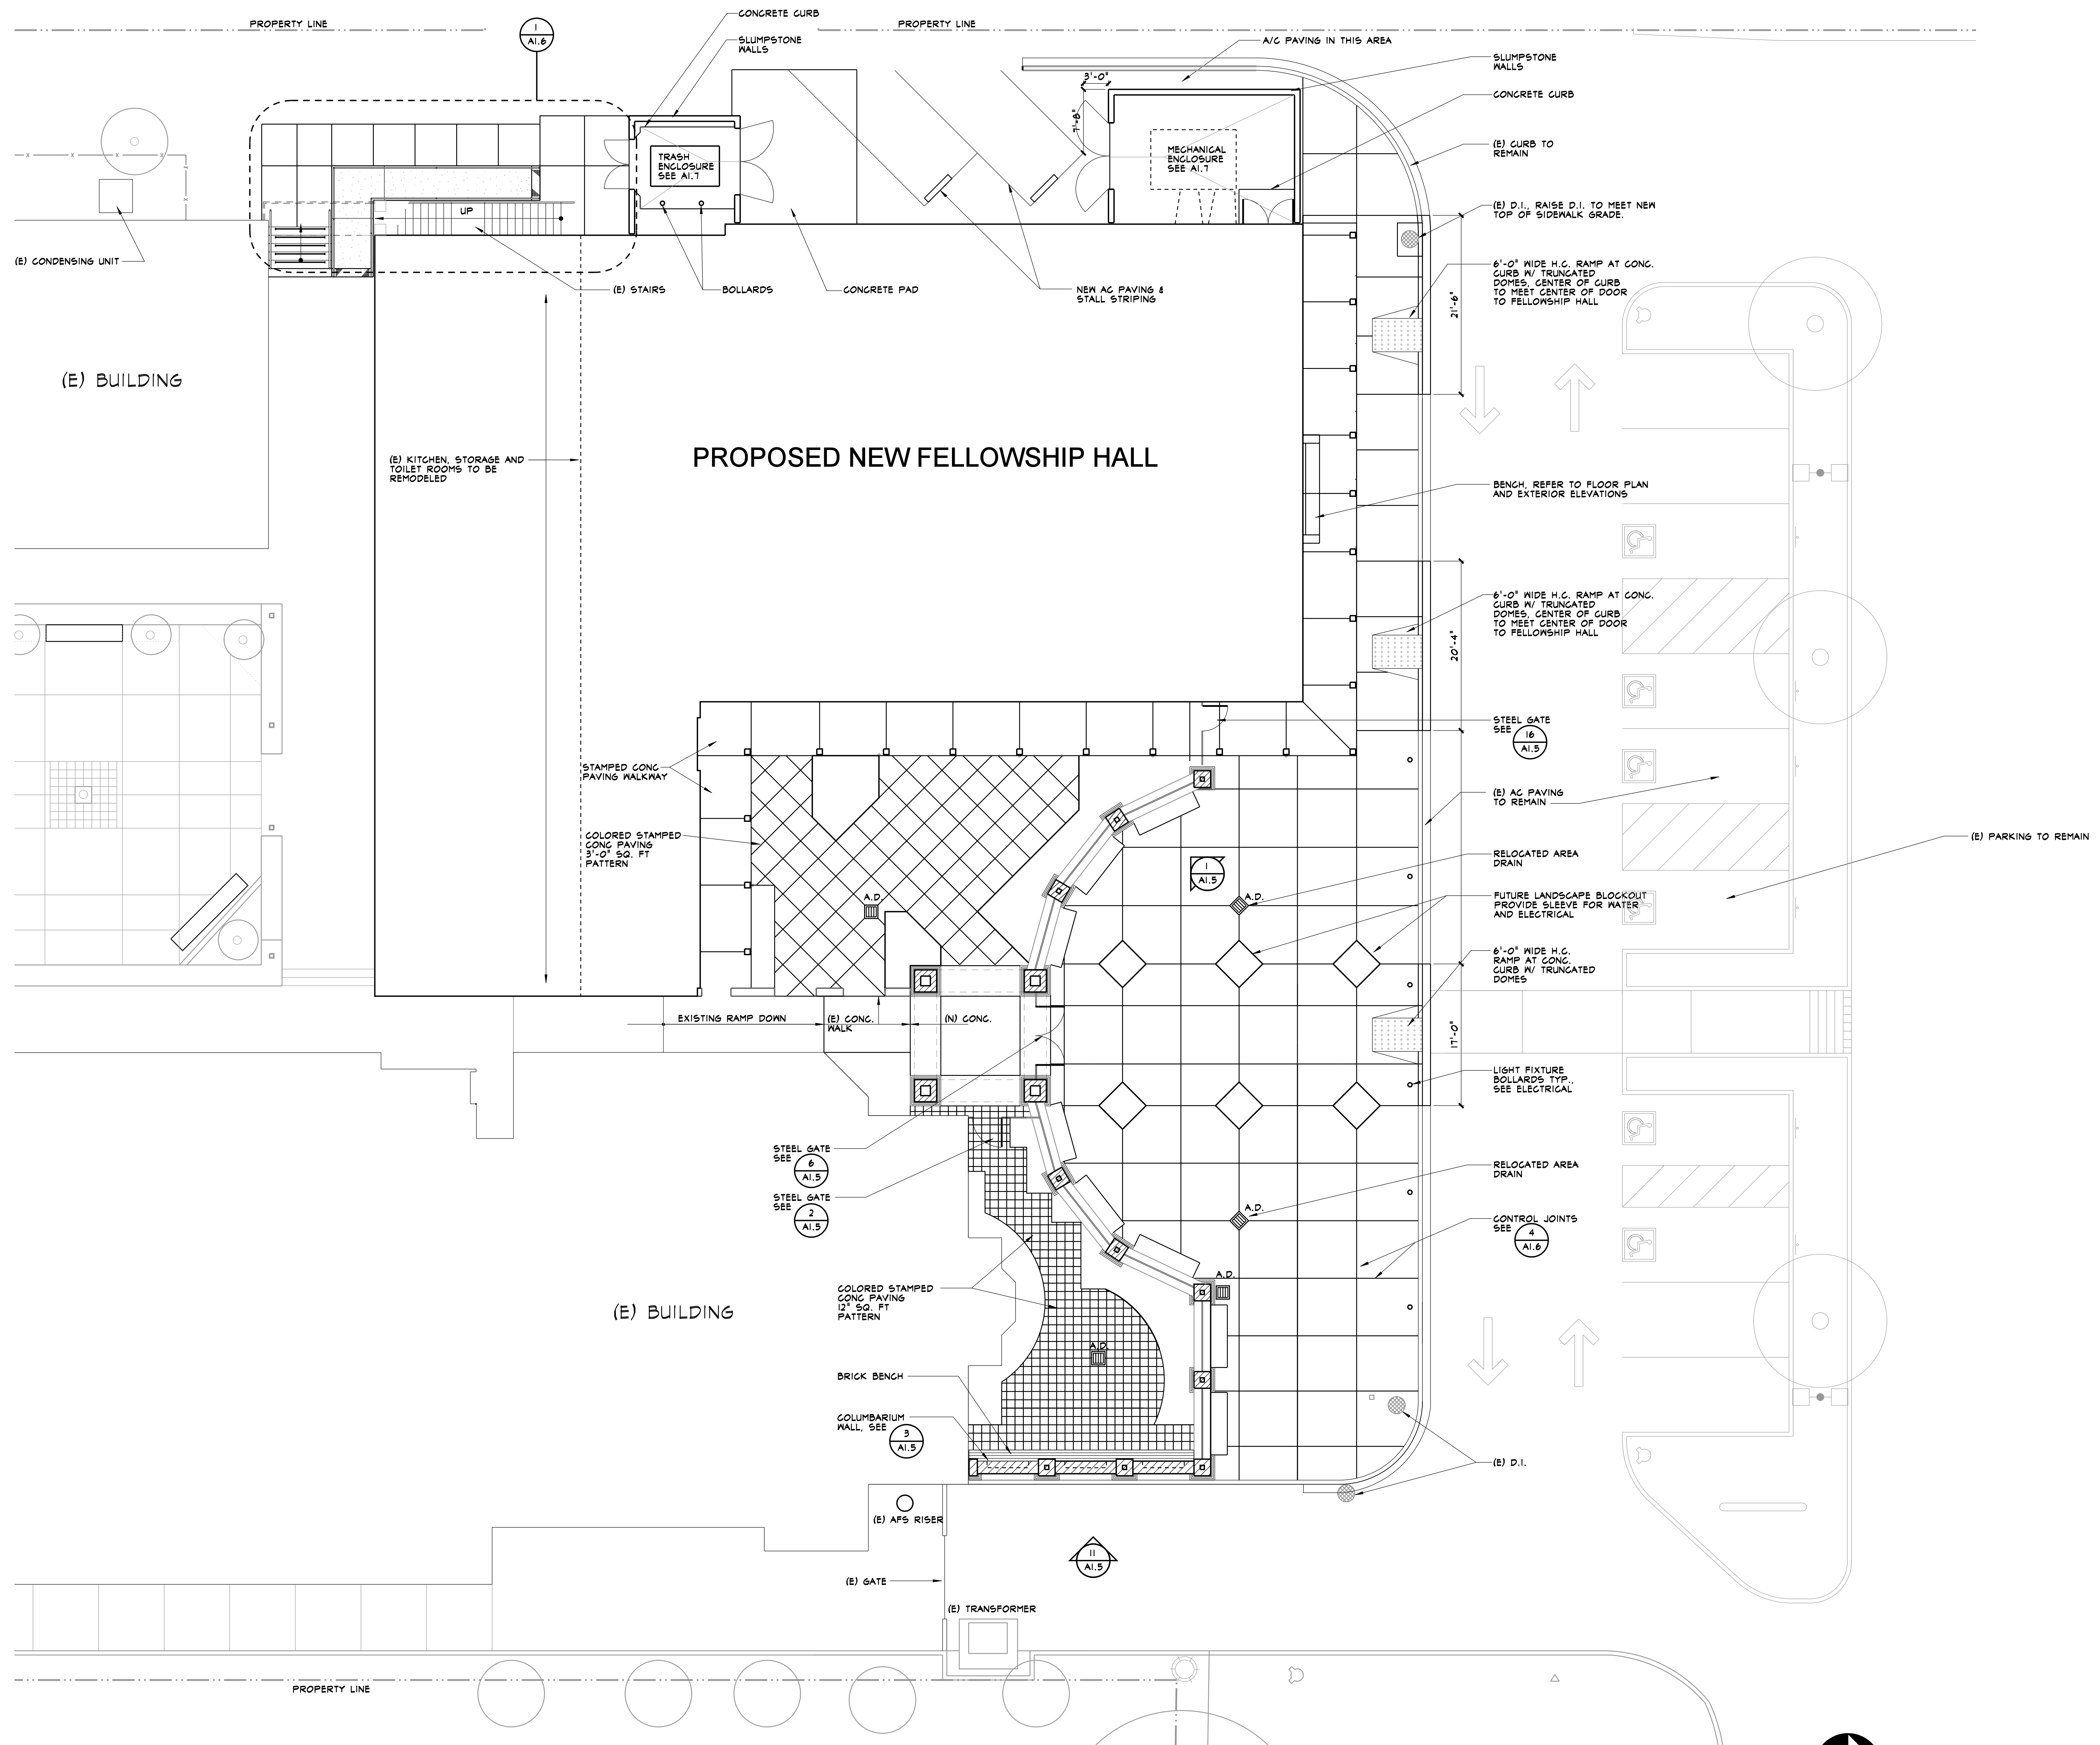 PROPERTY LINE
1
A1.6
CONCRETE CURB
SLUMPSTONE
WALLS
PROPERTY LINE
A/C PAVING IN THIS AREA
SLUMPSTONE
WALLS
CONCRETE CURB
3'-0"
7'-8"
TRASH
ENCLOSURE
SEE A1.7
MECHANICAL
ENCLOSURE
SEE A1.7
(E) CURB TO
REMAIN
UP
(E) D.I., RAISE D.I. TO MEET NEW
TOP OF SIDEWALK GRADE.
(E) CONDENSING UNIT
(E) STAIRS
BOLLARDS
CONCRETE PAD
NEW AC PAVING &
STALL STRIPING
6'-0" WIDE H.C. RAMP AT CONC.
CURB W/ TRUNCATED
DOMES, CENTER OF CURB
TO MEET CENTER OF DOOR
TO FELLOWSHIP HALL
21'-6"
(E) BUILDING
PROPOSED NEW FELLOWSHIP HALL
(E) KITCHEN, STORAGE AND
TOILET ROOMS TO BE
REMODELED
BENCH, REFER TO FLOOR PLAN
AND EXTERIOR ELEVATIONS
6'-0" WIDE H.C. RAMP AT CONC.
CURB W/ TRUNCATED
DOMES, CENTER OF CURB
TO MEET CENTER OF DOOR
TO FELLOWSHIP HALL
20'-4"
STEEL GATE
SEE
16
A1.5
STAMPED CONC
PAVING WALKWAY
(E) AC PAVING
TO REMAIN
COLORED STAMPED
CONC PAVING
3'-0" SQ. FT
PATTERN
(E) PARKING TO REMAIN
RELOCATED AREA
DRAIN
1
A1.5
A.D.
A.D.
FUTURE LANDSCAPE BLOCKOUT
PROVIDE SLEEVE FOR WATER
AND ELECTRICAL
6'-0" WIDE H.C.
RAMP AT CONC.
CURB W/ TRUNCATED
DOMES
EXISTING RAMP DOWN
(E) CONC.
WALK
(N) CONC.
17'-0"
LIGHT FIXTURE
BOLLARDS TYP.,
SEE ELECTRICAL
STEEL GATE
SEE
6
A1.5
RELOCATED AREA
DRAIN
STEEL GATE
SEE
2
A1.5
A.D.
CONTROL JOINTS
SEE
4
A1.6
A.D.
COLORED STAMPED
CONC PAVING
12" SQ. FT
PATTERN
(E) BUILDING
A.D.
BRICK BENCH
COLUMBARIUM
WALL, SEE
3
A1.5
(E) D.I.
(E) AFS RISER
11
A1.5
(E) GATE
(E) TRANSFORMER
PROPERTY LINE